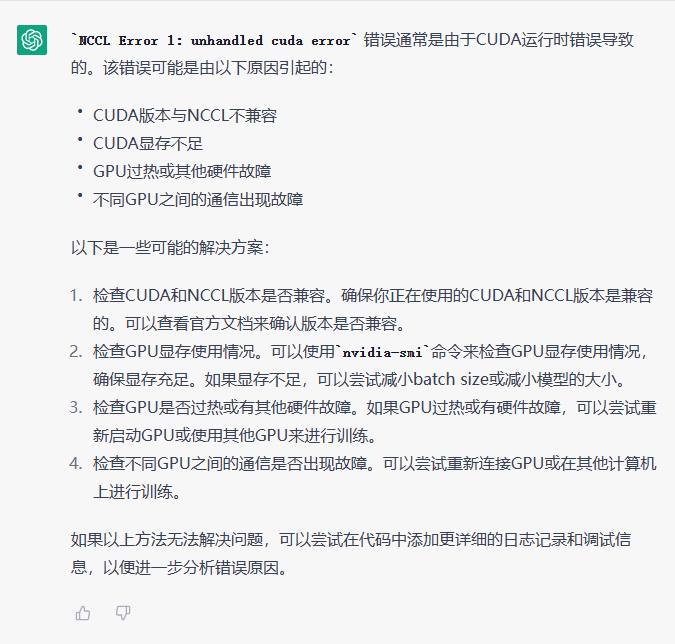 `NCCL Error 1: unhandled cuda error` 错误通常是由于CUDA运行时错误导致
的。该错误可能是由以下原因引起的：
• CUDA版本与NCCL不兼容
• CUDA显存不足
• GPU过热或其他硬件故障
• 不同GPU之间的通信出现故障
以下是一些可能的解决方案：
1. 检查CUDA和NCCL版本是否兼容。确保你正在使用的CUDA和NCCL版本是兼容
的。可以查看官方文档来确认版本是否兼容。
2. 检查GPU显存使用情况。可以使用`nvidia-smi`命令来检查GPU显存使用情况，
确保显存充足。如果显存不足，可以尝试减小batch size或减小模型的大小。
3. 检查GPU是否过热或有其他硬件故障。如果GPU过热或有硬件故障，可以尝试重
新启动GPU或使用其他GPU来进行训练。
4. 检查不同GPU之间的通信是否出现故障。可以尝试重新连接GPU或在其他计算机
上进行训练。
如果以上方法无法解决问题，可以尝试在代码中添加更详细的日志记录和调试信
息，以便进一步分析错误原因。